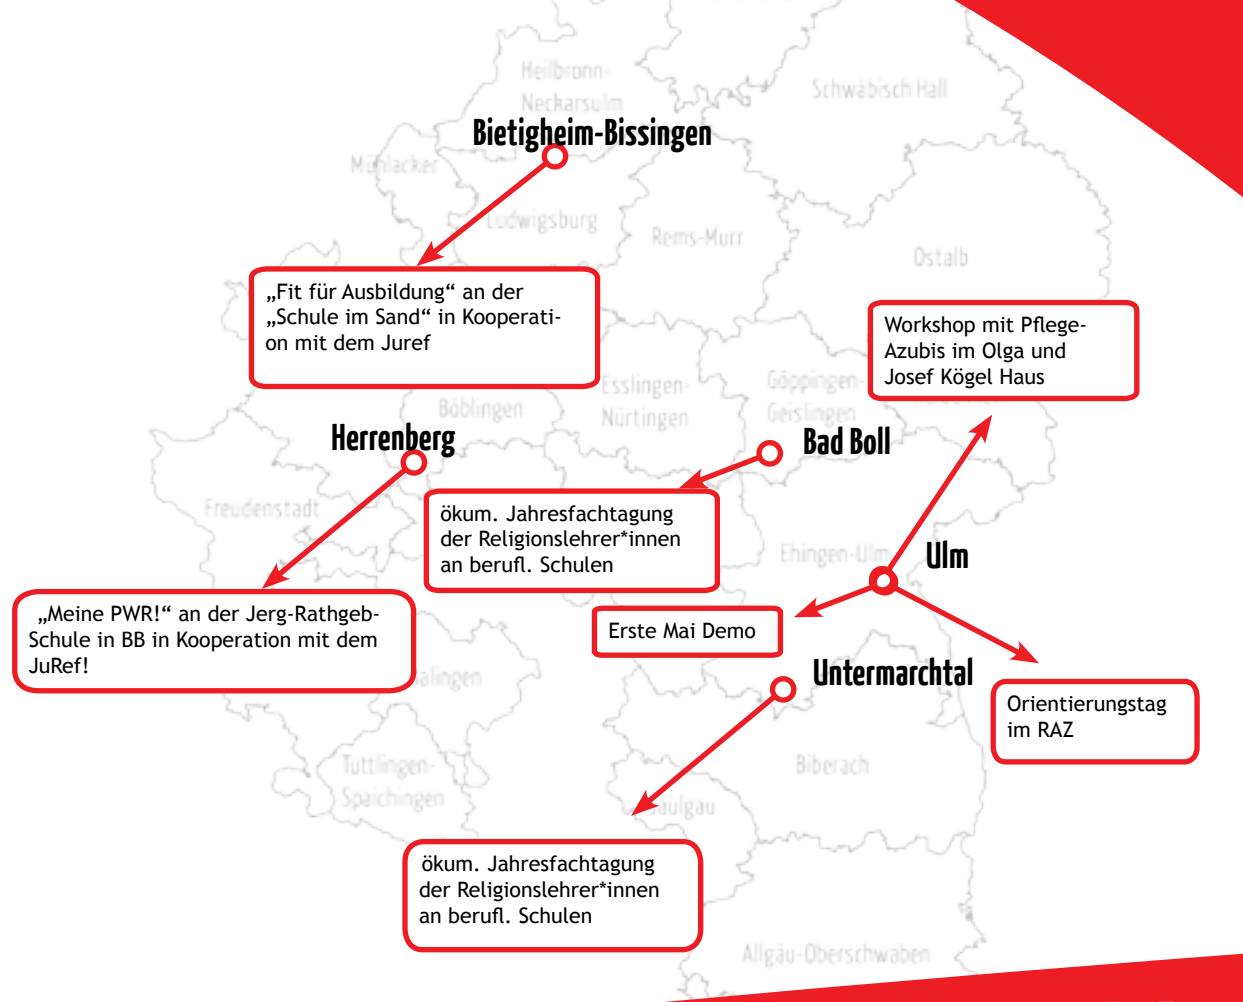 Heilbronn-
Neckarsulm
Schwäbisch Hall
Bietigheim-Bissingen
Mühlacker
Ludwigsburg
Rems-Murr
Ostalb
„Fit für Ausbildung“ an der
„Schule im Sand“ in Kooperati-
on mit dem Juref
Workshop mit Pflege-
Azubis im Olga und
Josef Kögel Haus
Esslingen-
Nürtingen
Göppingen-
Geislingen
Böblingen
Herrenberg
Bad Boll
Freudenstadt
ökum. Jahresfachtagung
der Religionslehrer*innen
an berufl. Schulen
Ehingen-Ulm
Ulm
„Meine PWR!“ an der Jerg-Rathgeb-
Schule in BB in Kooperation mit dem
JuRef!
Erste Mai Demo
Untermarchtal
alingen
Orientierungstag
im RAZ
Tuttlingen-
Spaichingen
Biberach
aulgau
ökum. Jahresfachtagung
der Religionslehrer*innen
an berufl. Schulen
Allgäu-Oberschwaben